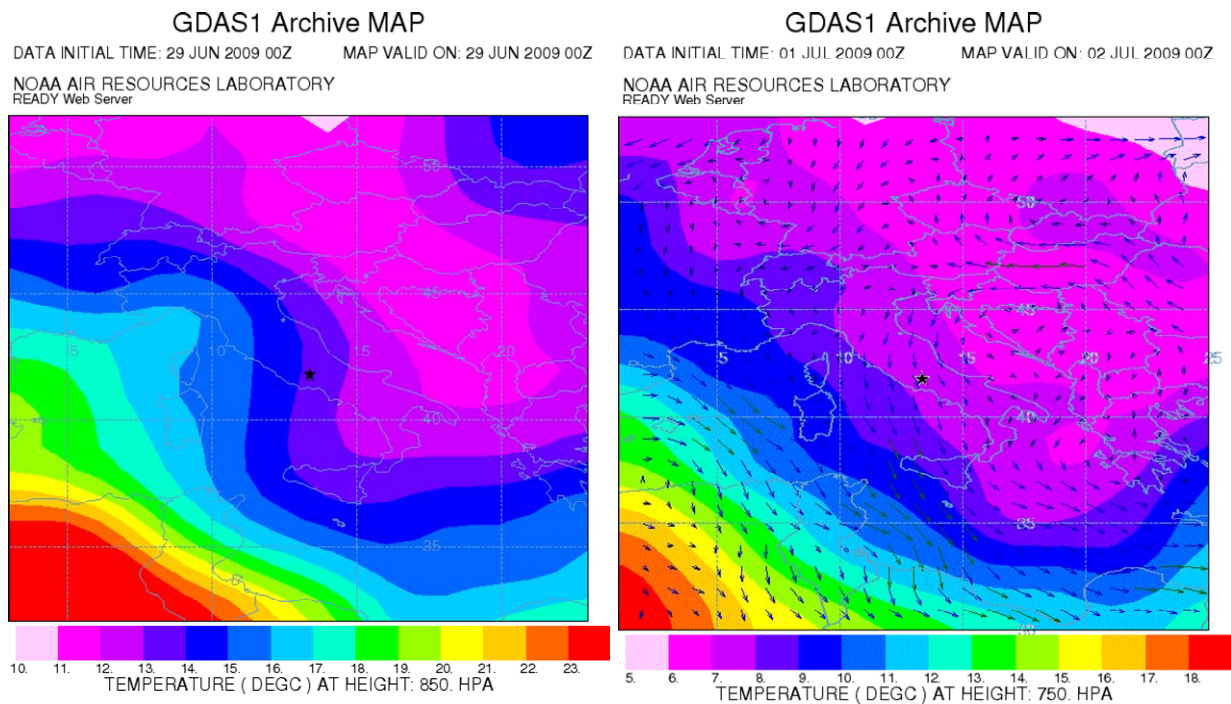 GDAS1 Archive MAP
DATA INITIAL TIME: 29 JUN 2009 00Z MAP VALID ON: 29 JUN 2009 00Z
NOAA AIR RESOURCES LABORATORY
READY Web Server
50
45
5 10 15 20
40
35
10. 11. 12. 13. 14. 15. 16. 17. 18. 19. 20. 21. 22. 23.
TEMPERATURE ( DEGC ) AT HEIGHT: 850. HPA
GDAS1 Archive MAP
DATA INITIAL TIME: 01 JUL 2009 00Z MAP VALID ON: 02 JUL 2009 00Z
NOAA AIR RESOURCES LABORATORY
READY Web Server
50
45
5 10 15 20 25
40
35
30
5. 6. 7. 8. 9. 10. 11. 12. 13. 14. 15. 16. 17. 18.
TEMPERATURE ( DEGC ) AT HEIGHT: 750. HPA